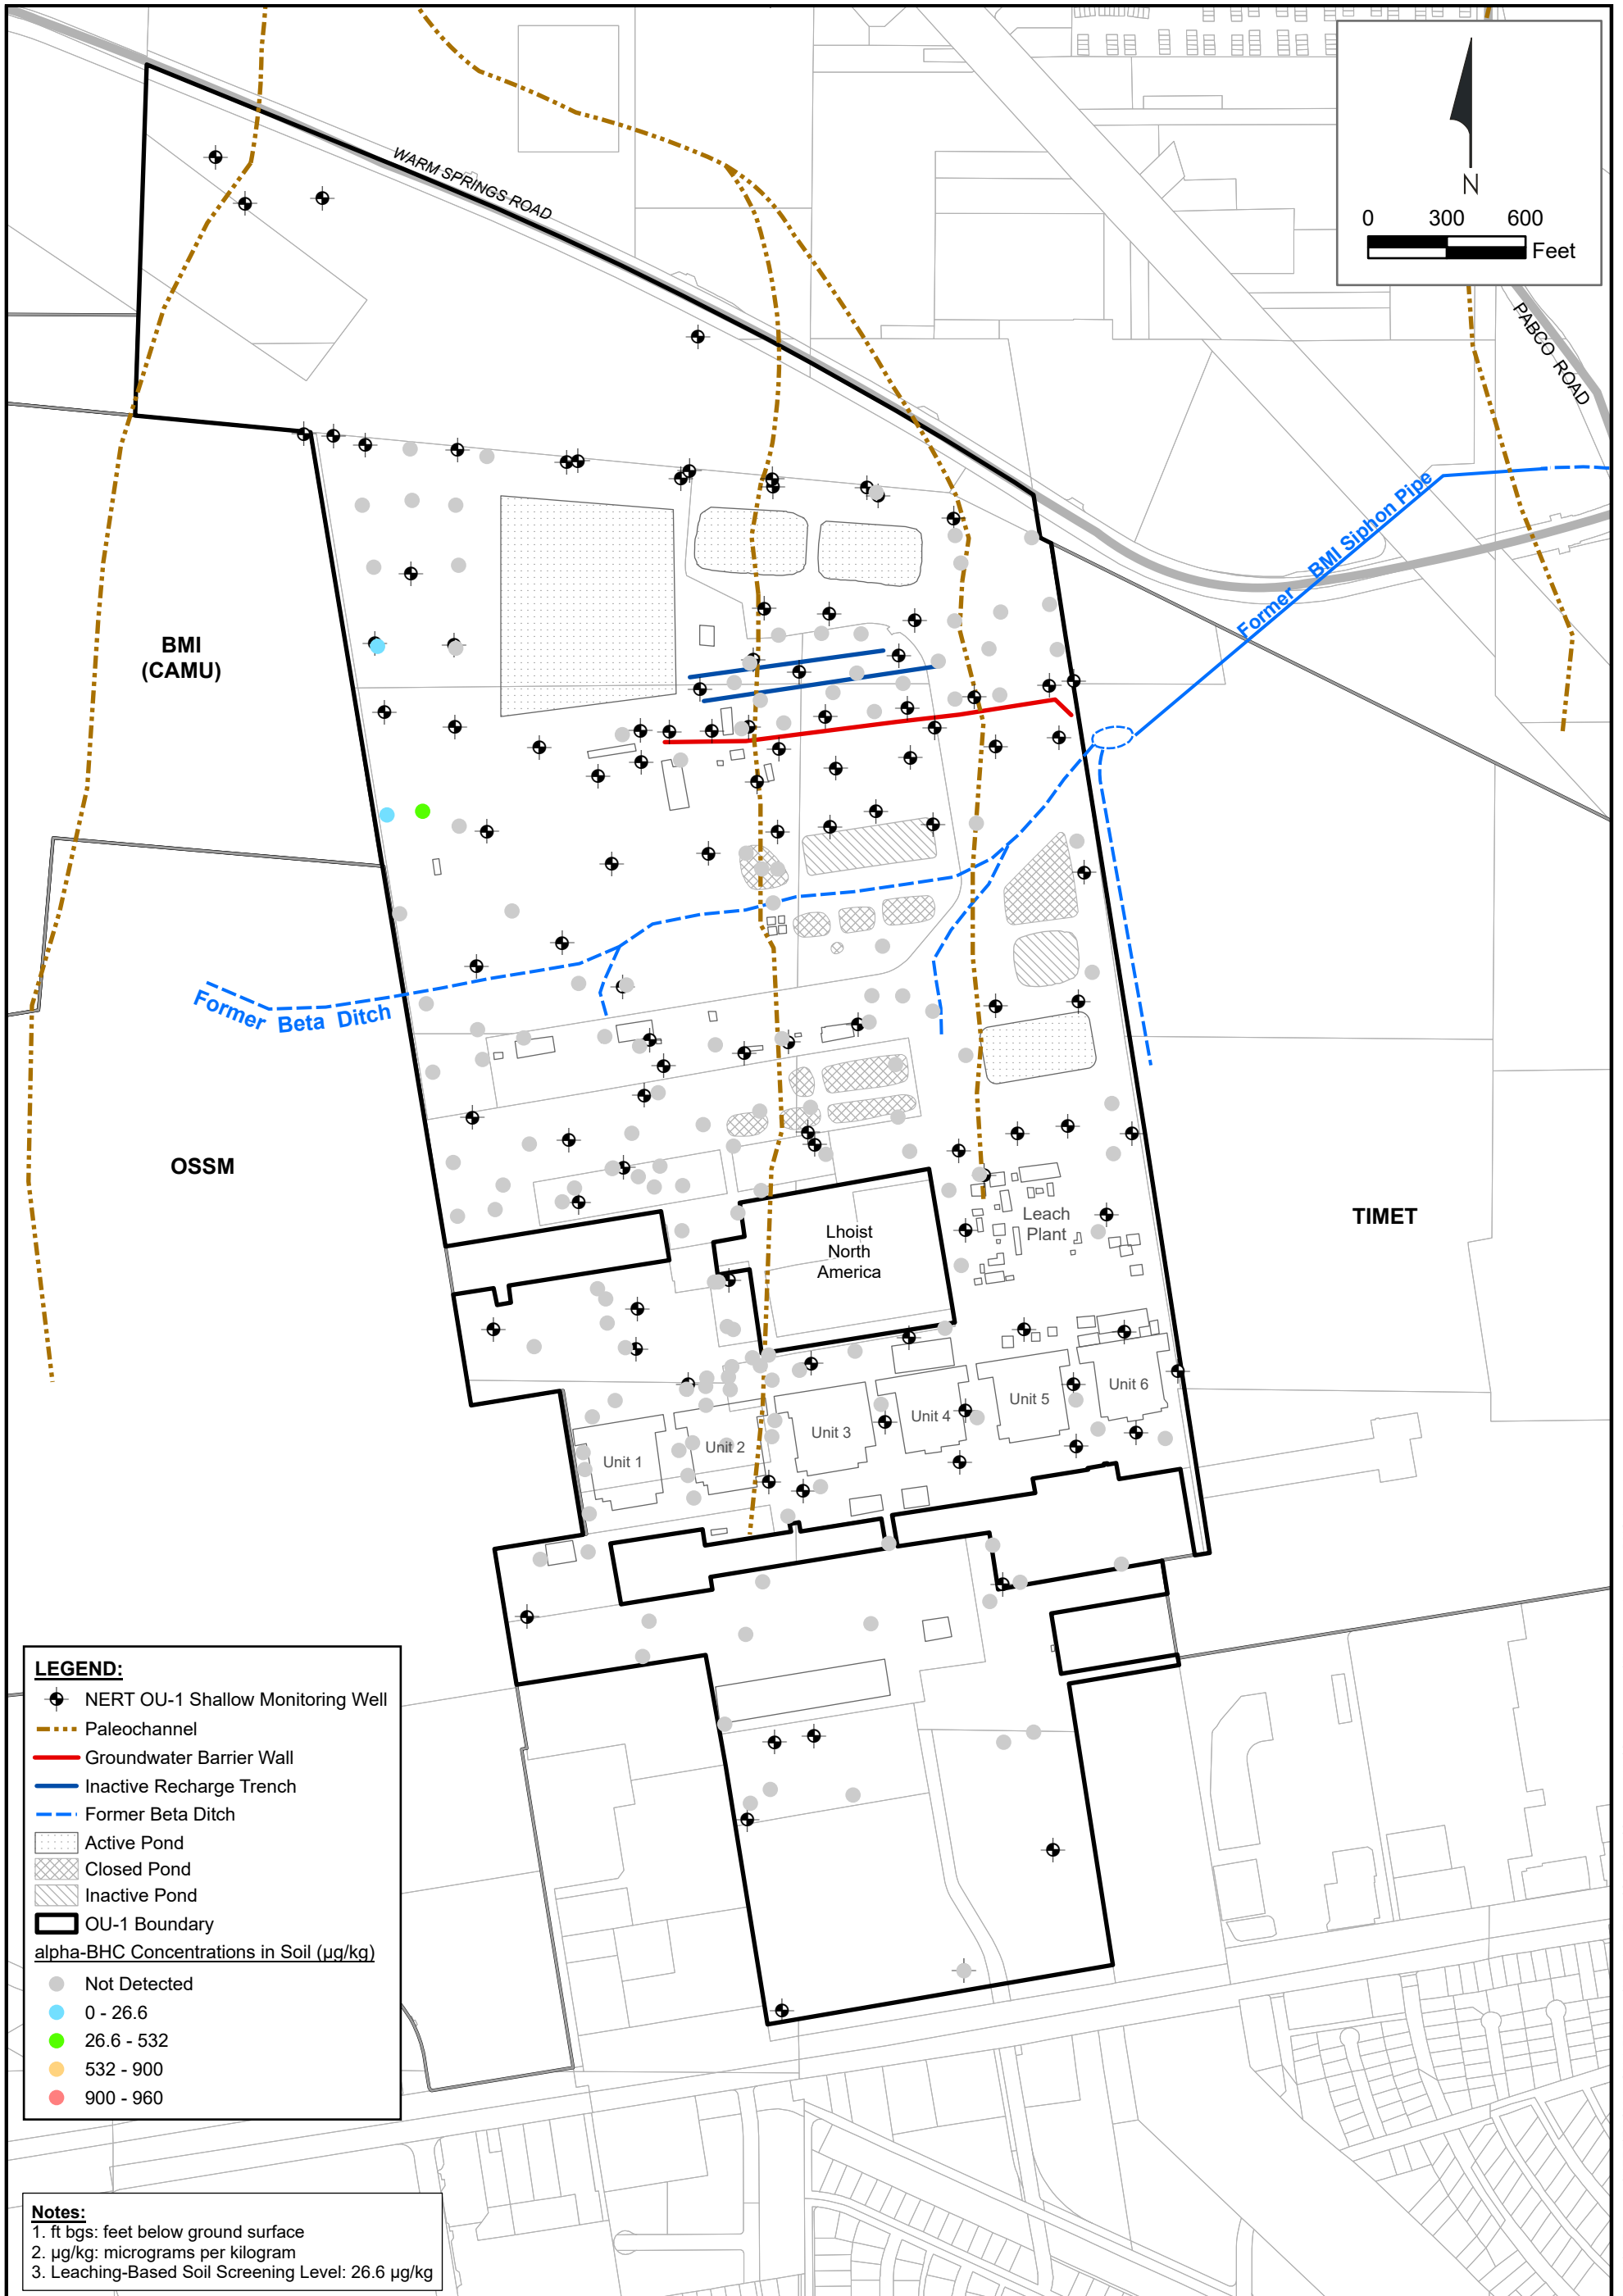 WARM SPRINGS ROAD
N
0 300 600
Feet
PABCO ROAD
Former BMI Siphon Pipe
BMI
(CAMU)
Former Beta Ditch
OSSM
TIMET
Lhoist
North
America
Leach
Plant
Unit 1
Unit 2
Unit 3
Unit 4
Unit 5
Unit 6
LEGEND:
NERT OU-1 Shallow Monitoring Well
Paleochannel
Groundwater Barrier Wall
Inactive Recharge Trench
Former Beta Ditch
Active Pond
Closed Pond
Inactive Pond
OU-1 Boundary
alpha-BHC Concentrations in Soil (µg/kg)
Not Detected
0 - 26.6
26.6 - 532
532 - 900
900 - 960
Notes:
1. ft bgs: feet below ground surface
2. µg/kg: micrograms per kilogram
3. Leaching-Based Soil Screening Level: 26.6 µg/kg